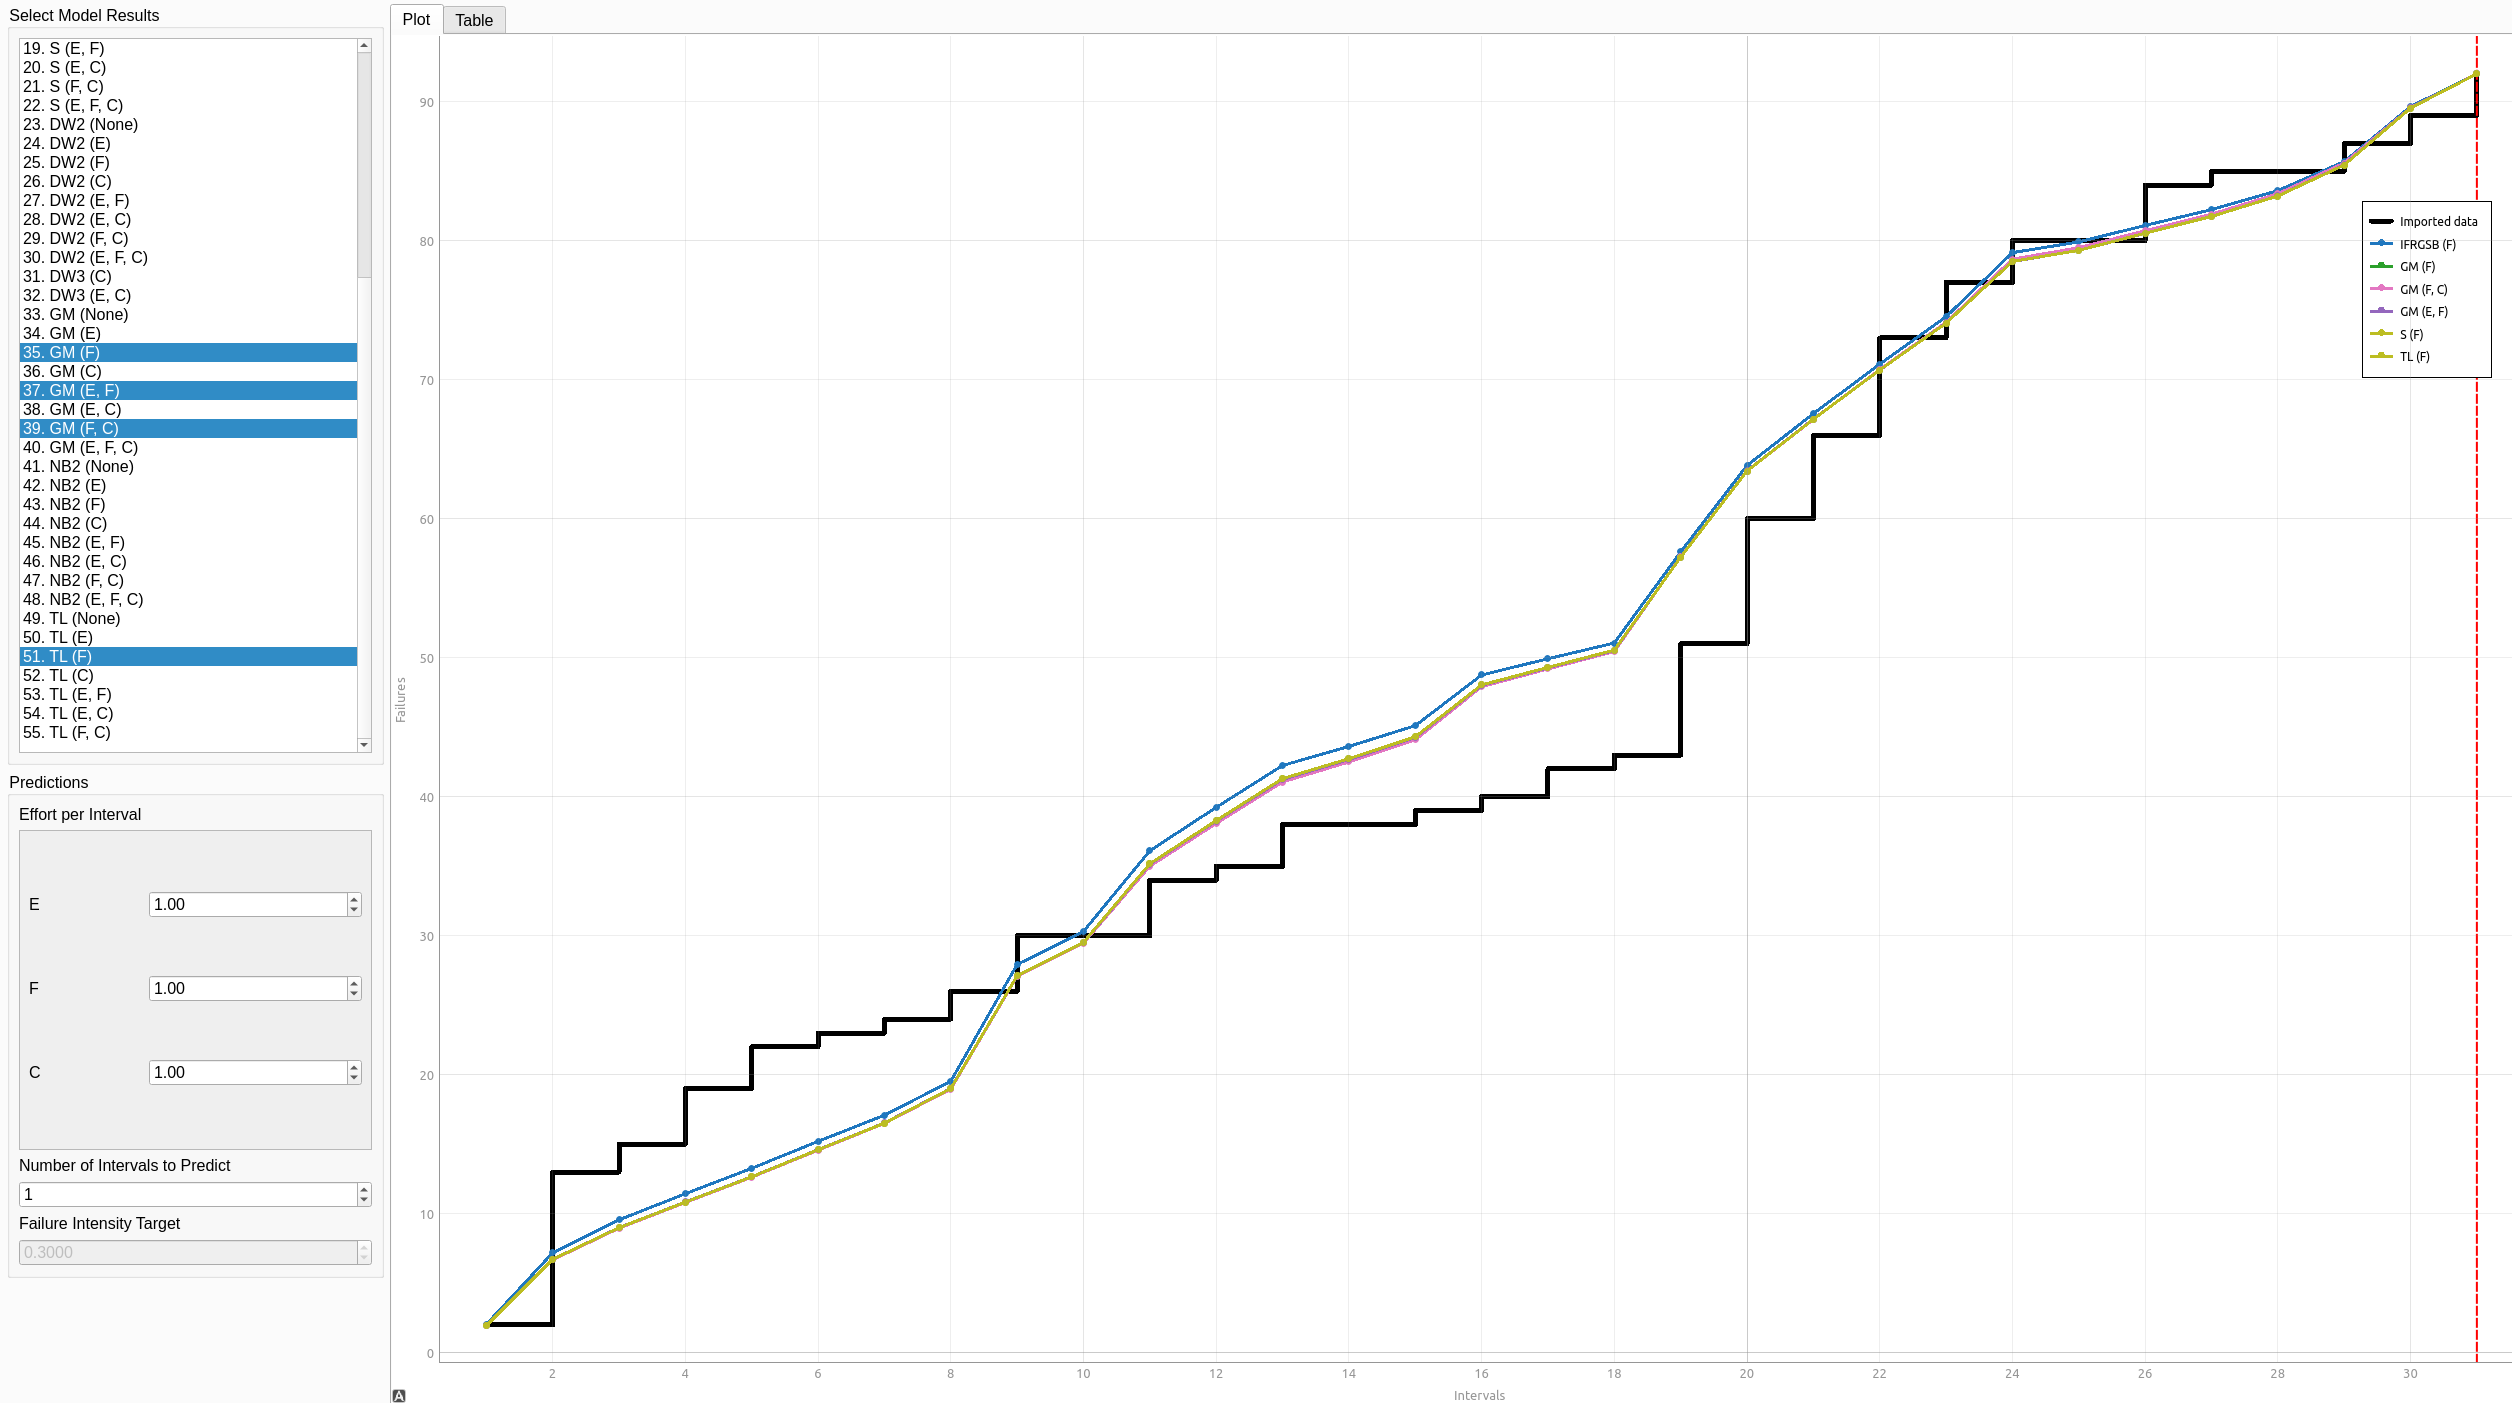 Select Model Results
19. S (E, F)
20. S (E, C)
21. S (F, C)
22. S (E, F, C)
23. DW2 (None)
24. DW2 (E)
25. DW2 (F)
26. DW2 (C)
27. DW2 (E, F)
28. DW2 (E, C)
29. DW2 (F, C)
30. DW2 (E, F, C)
31. DW3 (C)
32. DW3 (E, C)
33. GM (None)
34. GM (E)
35. GM (F)
36. GM (C)
37. GM (E, F)
38. GM (E, C)
39. GM (F, C)
40. GM (E, F, C)
41. NB2 (None)
42. NB2 (E)
43. NB2 (F)
44. NB2 (C)
45. NB2 (E, F)
46. NB2 (E, C)
47. NB2 (F, C)
48. NB2 (E, F, C)
49. TL (None)
50. TL (E)
51. TL (F)
52. TL (C)
53. TL (E, F)
54. TL (E, C)
55. TL (F, C)
Predictions
Effort per Interval
E 1.00
F 1.00
C 1.00
Number of Intervals to Predict
1
Failure Intensity Target
0.3000
Plot Table
90
80
70
60
50
40
30
20
10
0
Failures
Imported data
IFRGSB (F)
GM (F)
GM (F, C)
GM (E, F)
S (F)
TL (F)
2 4 6 8 10 12 14 16 18 20 22 24 26 28 30
Intervals
A